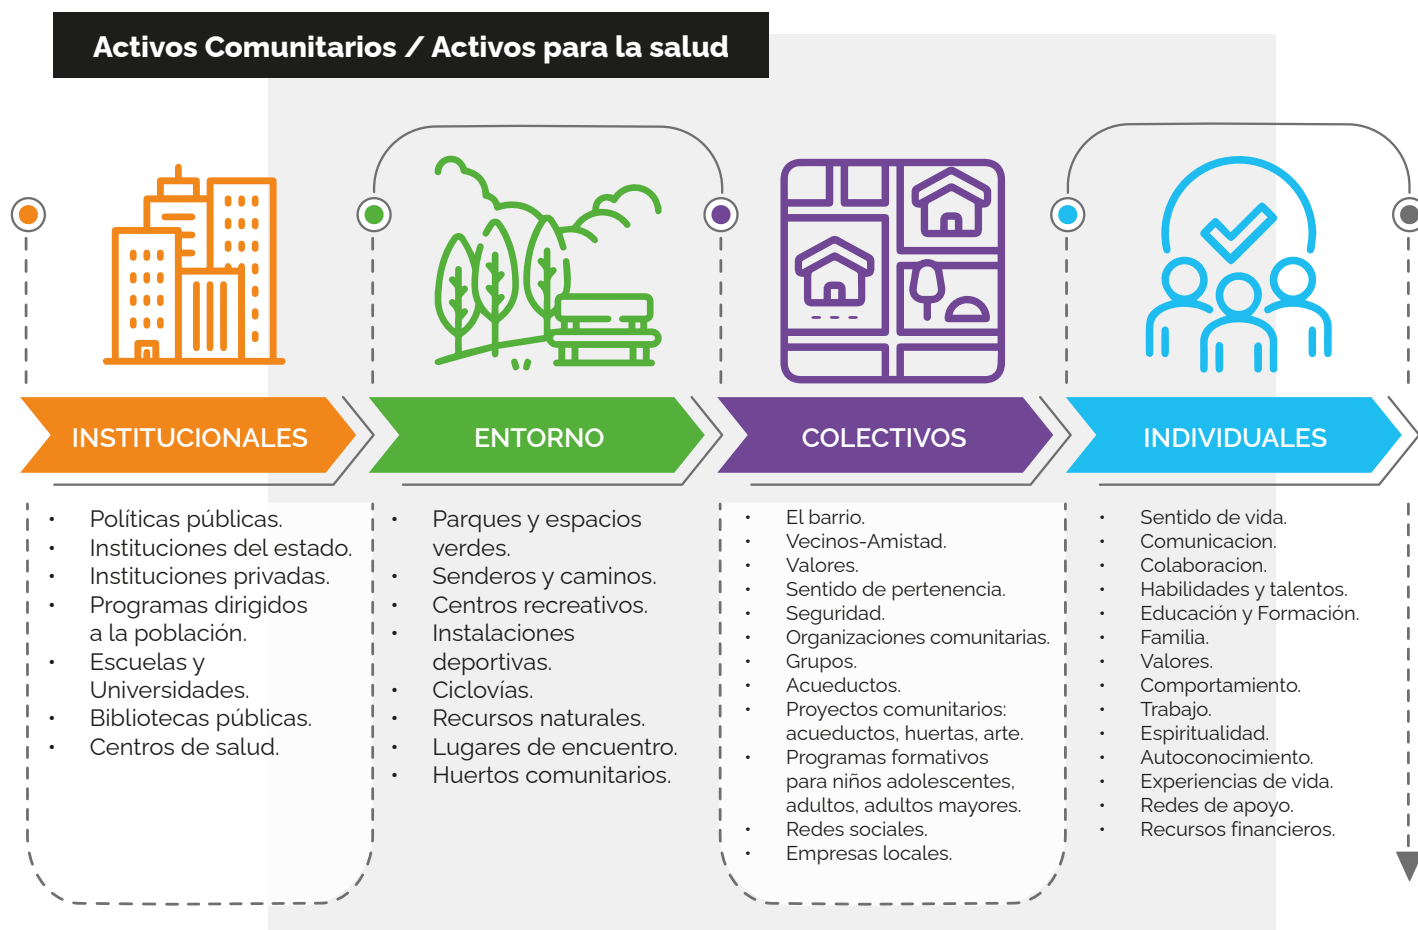 Activos Comunitarios / Activos para la salud
INSTITUCIONALES
• Políticas públicas.
• Instituciones del estado.
• Instituciones privadas.
• Programas dirigidos
a la población.
• Escuelas y
Universidades.
• Bibliotecas públicas.
• Centros de salud.
ENTORNO
• Parques y espacios
verdes.
• Senderos y caminos.
• Centros recreativos.
• Instalaciones
deportivas.
• Ciclovías.
• Recursos naturales.
• Lugares de encuentro.
• Huertos comunitarios.
COLECTIVOS
• El barrio.
• Vecinos-Amistad.
• Valores.
• Sentido de pertenencia.
• Seguridad.
• Organizaciones comunitarias.
• Grupos.
• Acueductos.
• Proyectos comunitarios:
acueductos, huertas, arte.
• Programas formativos
para niños adolescentes,
adultos, adultos mayores.
• Redes sociales.
• Empresas locales.
INDIVIDUALES
• Sentido de vida.
• Comunicacion.
• Colaboracion.
• Habilidades y talentos.
• Educación y Formación.
• Familia.
• Valores.
• Comportamiento.
• Trabajo.
• Espiritualidad.
• Autoconocimiento.
• Experiencias de vida.
• Redes de apoyo.
• Recursos financieros.